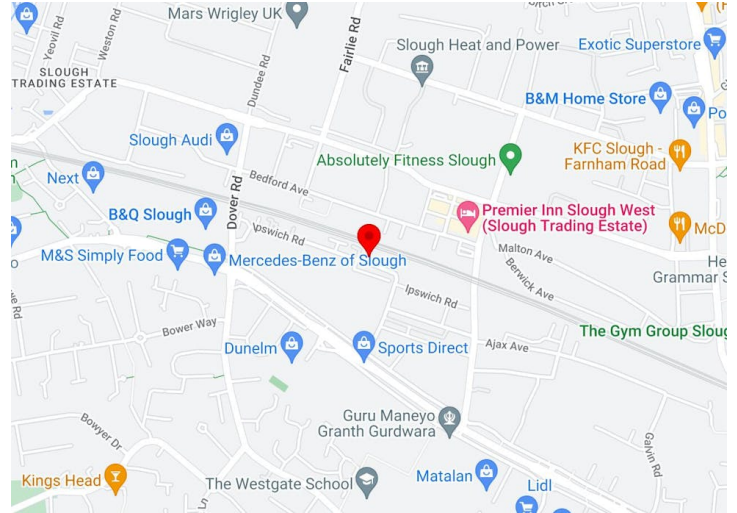 Mars Wrigley UK
Yeovil Rd
Weston Rd
Fairlie Rd
Slough Heat and Power
Exotic Superstore
SLOUGH
TRADING ESTATE
Dundee Rd
B&M Home Store
Po
Slough Audi
Absolutely Fitness Slough
KFC Slough -
Farnham Road
Next
Bedford Ave
Dover Rd
B&Q Slough
Premier Inn Slough West
(Slough Trading Estate)
McD
Ipswich Rd
M&S Simply Food
Mercedes-Benz of Slough
Malton Ave
He
Grammar S
Berwick Ave
Ipswich Rd
Bower Way
The Gym Group Sloug
Dunelm
Sports Direct
Ajax Ave
Guru Maneyo
Granth Gurdwara
Bowyer Dr
Galvin Rd
Kings Head
The Westgate School
Matalan
Lidl